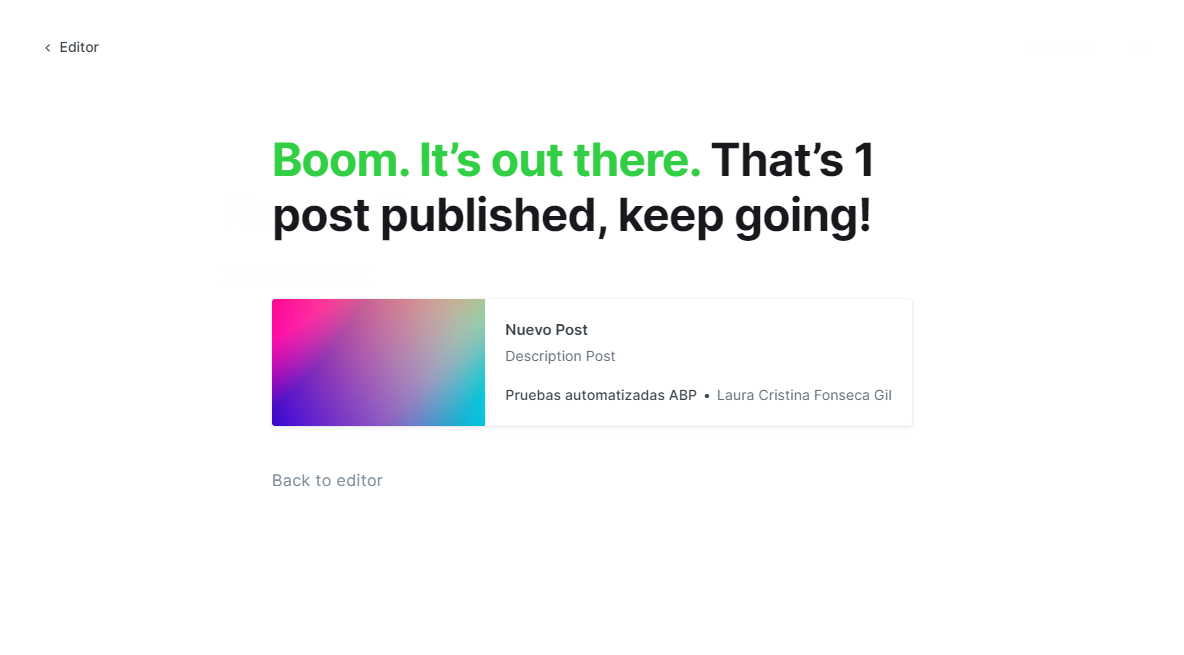 Editor
Boom. It’s out there. That’s 1
post published, keep going!
Nuevo Post
Description Post
Pruebas automatizadas ABP • Laura Cristina Fonseca Gil
Back to editor